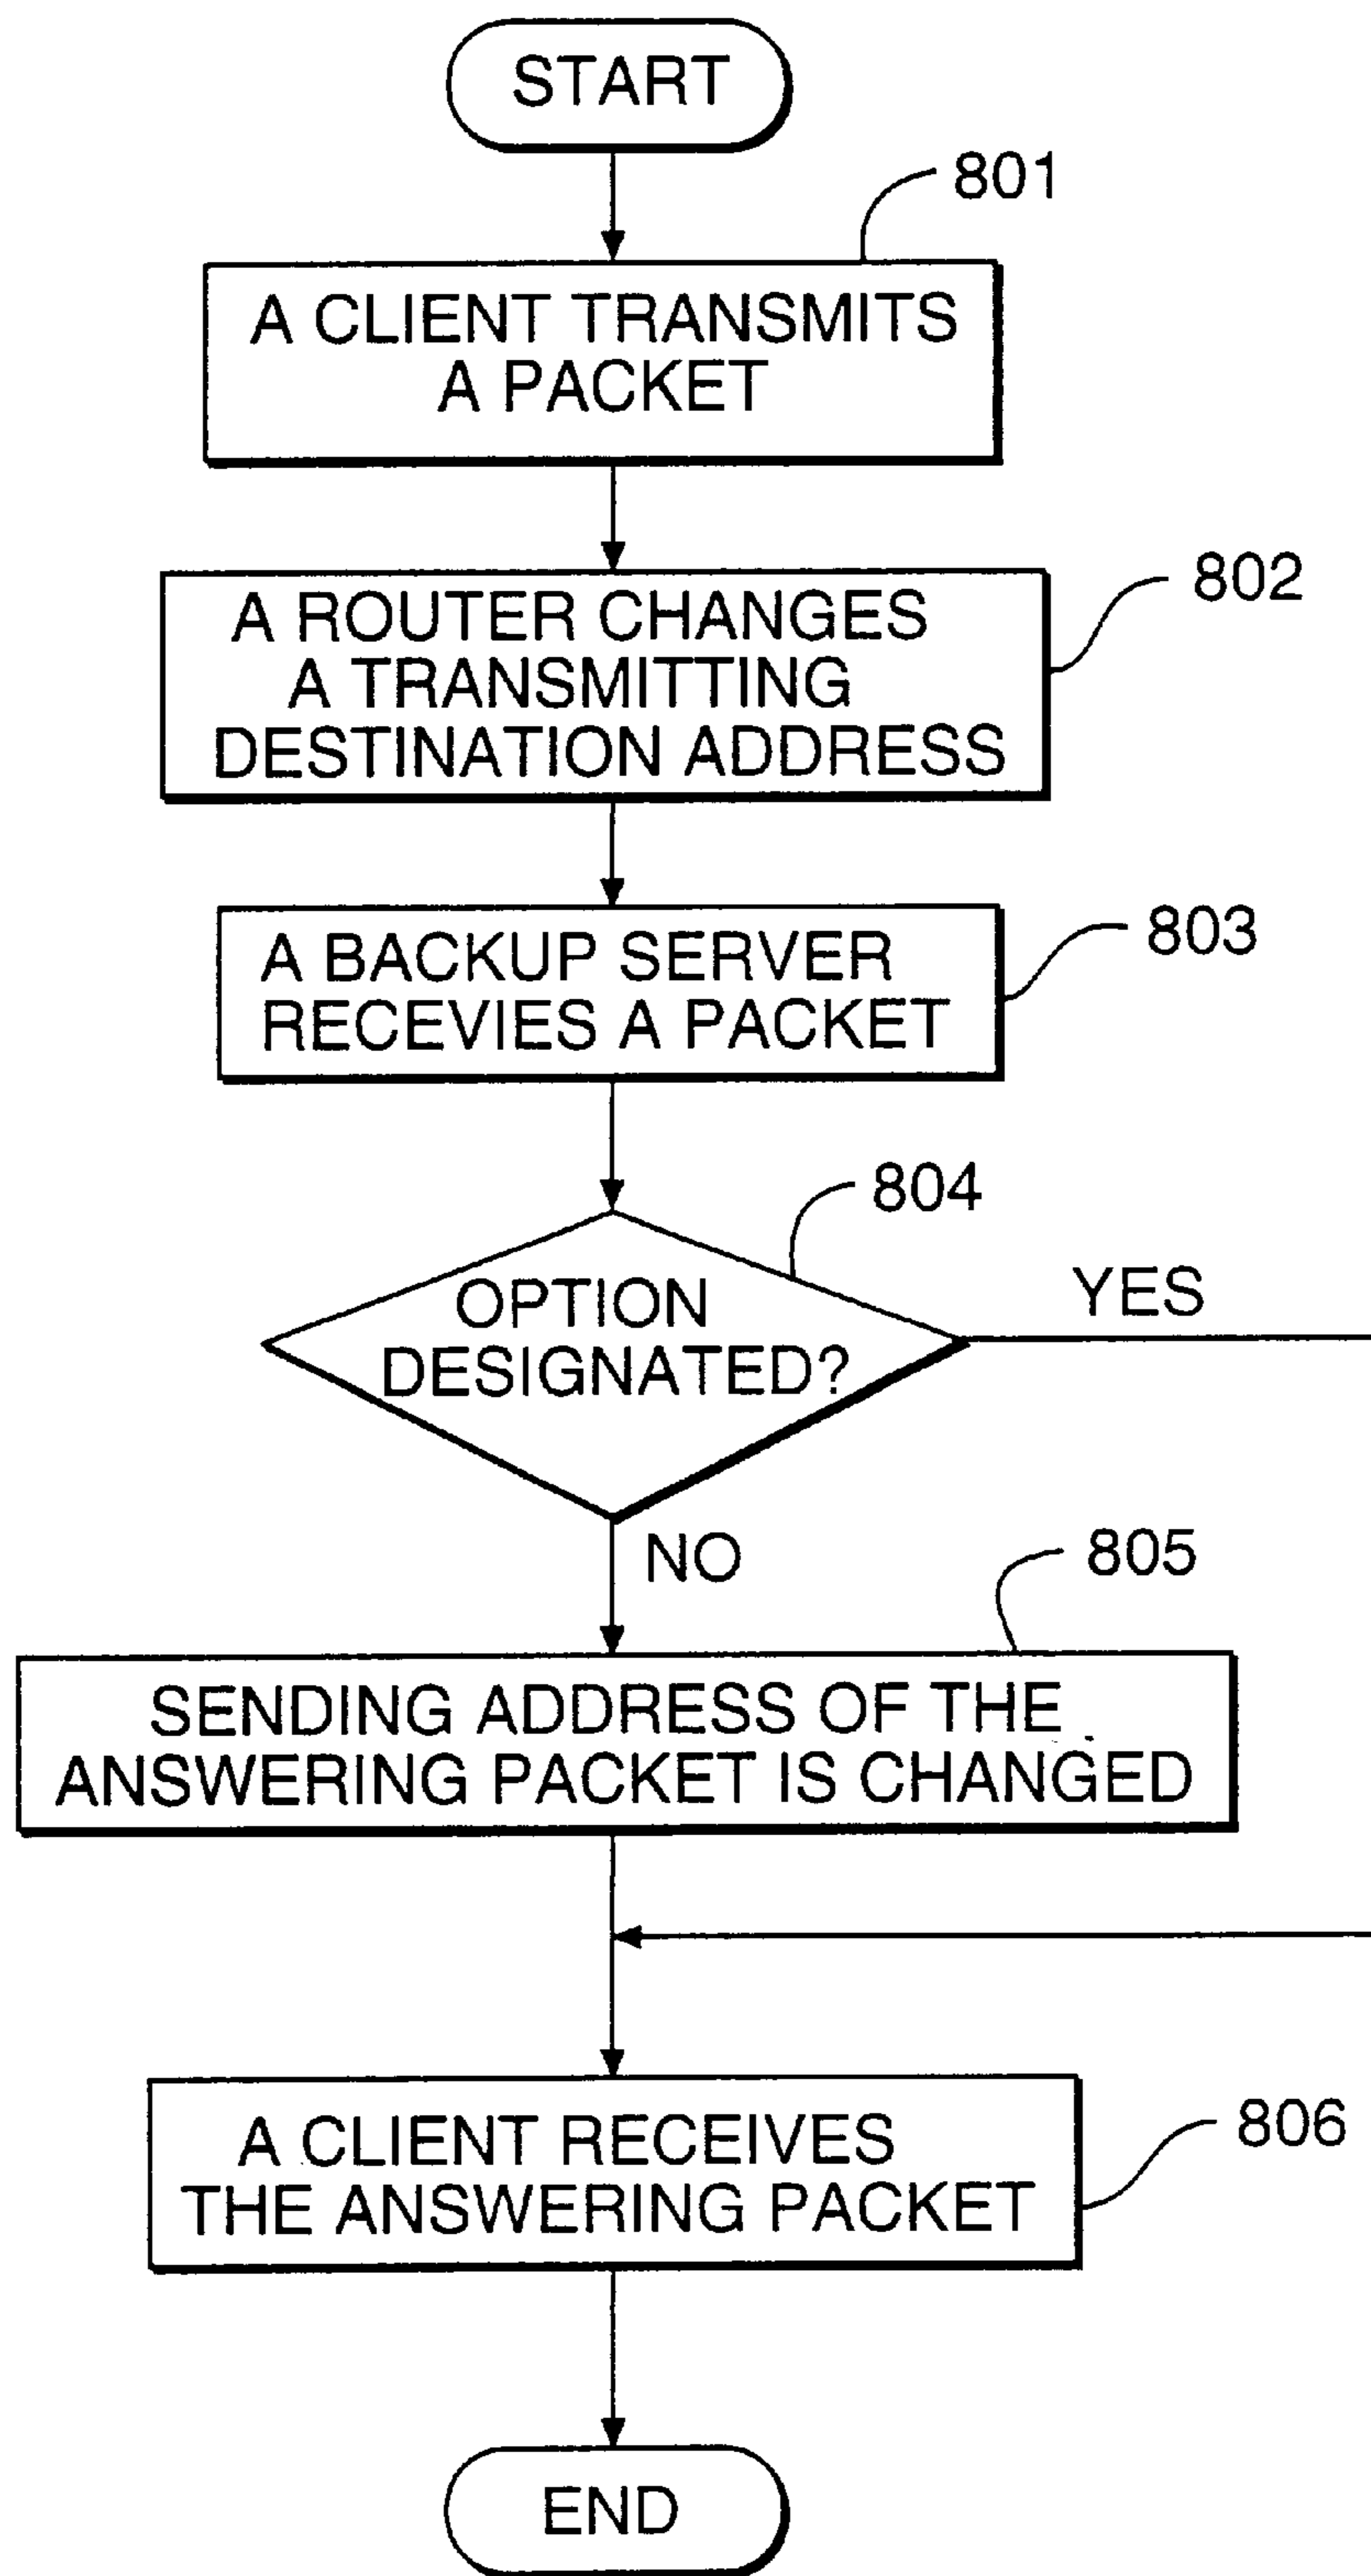 START
801
A CLIENT TRANSMITS
A PACKET
802
A ROUTER CHANGES
A TRANSMITTING
DESTINATION ADDRESS
803
A BACKUP SERVER
RECEVIES A PACKET
804
OPTION
DESIGNATED?
YES
NO
805
SENDING ADDRESS OF THE
ANSWERING PACKET IS CHANGED
806
A CLIENT RECEIVES
THE ANSWERING PACKET
END